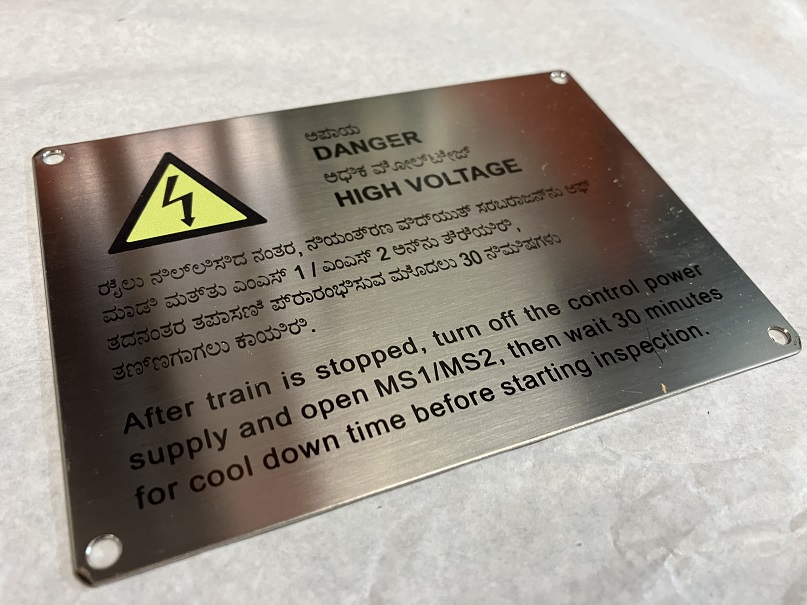 ಅಪಾಯ
DANGER
ಅಧಿಕ ವೋಲ್ಟೇಜ್
HIGH VOLTAGE
ರೈಲು ನಿಲ್ಲಿಸಿದ ನಂತರ, ನಿಯಂತ್ರಣ ವಿದ್ಯುತ್ ಸರಬರಾಜನ್ನು ಆಫ್
ಮಾಡಿ ಮತ್ತು ಎಂಎಸ್ 1 / ಎಂಎಸ್ 2 ಅನ್ನು ತೆರೆಯಿರಿ,
ತದನಂತರ ತಪಾಸಣೆ ಪ್ರಾರಂಭಿಸುವ ಮೊದಲು 30 ನಿಮಿಷಗಳು
ತಣ್ಣಗಾಗಲು ಕಾಯಿರಿ.
After train is stopped, turn off the control power
supply and open MS1/MS2, then wait 30 minutes
for cool down time before starting inspection.